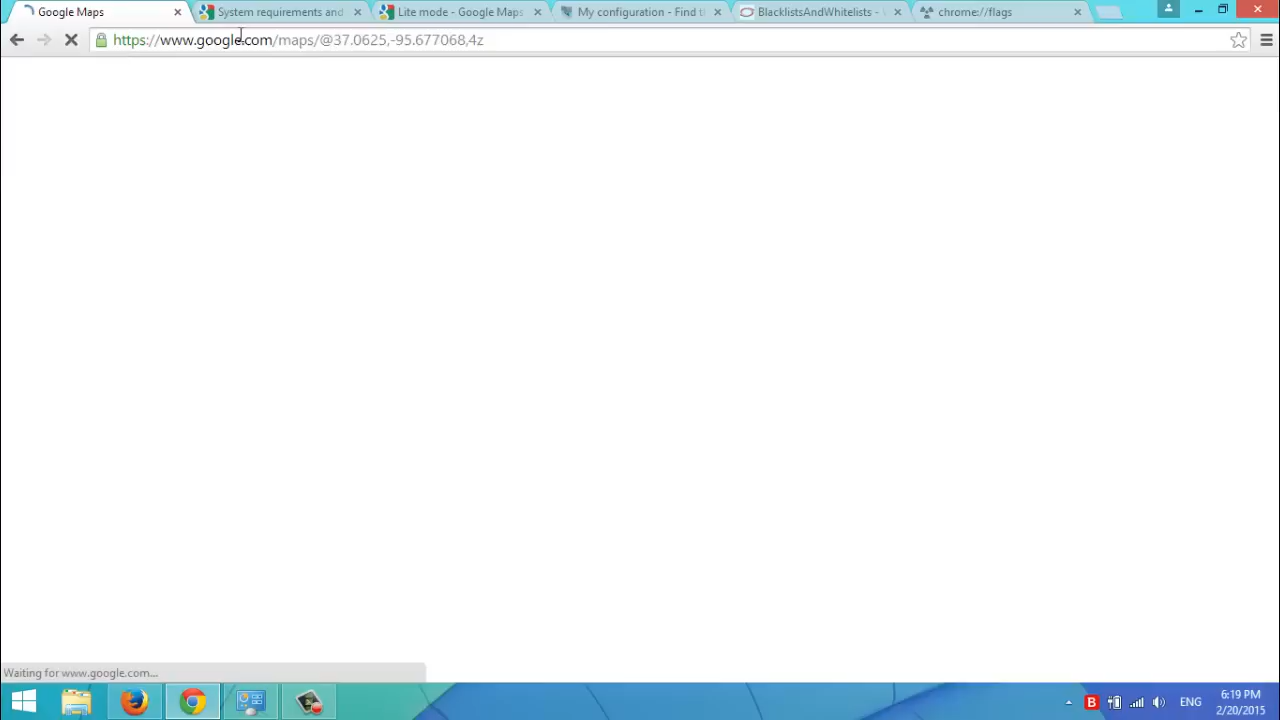 Google Maps
System requirements and
Lite mode - Google Maps
My configuration - Find t
BlacklistsAndWhitelists -
chrome://flags
https://www.google.com/maps/@37.0625,-95.677068,4z
Waiting for www.google.com...
B
ENG
6:19 PM
2/20/2015